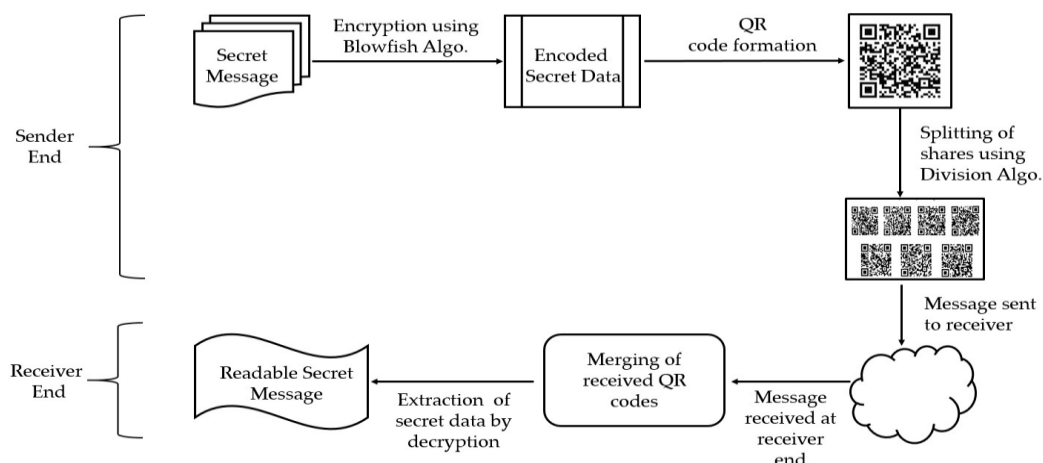 Secret
Message
Encryption using
Blowfish Algo.
Encoded
Secret Data
QR
code formation
Sender
End
Splitting of
shares using
Division Algo.
Message sent
to receiver
Receiver
End
Readable Secret
Message
Extraction of
secret data by
decryption
Merging of
received QR
codes
Message
received at
receiver
end